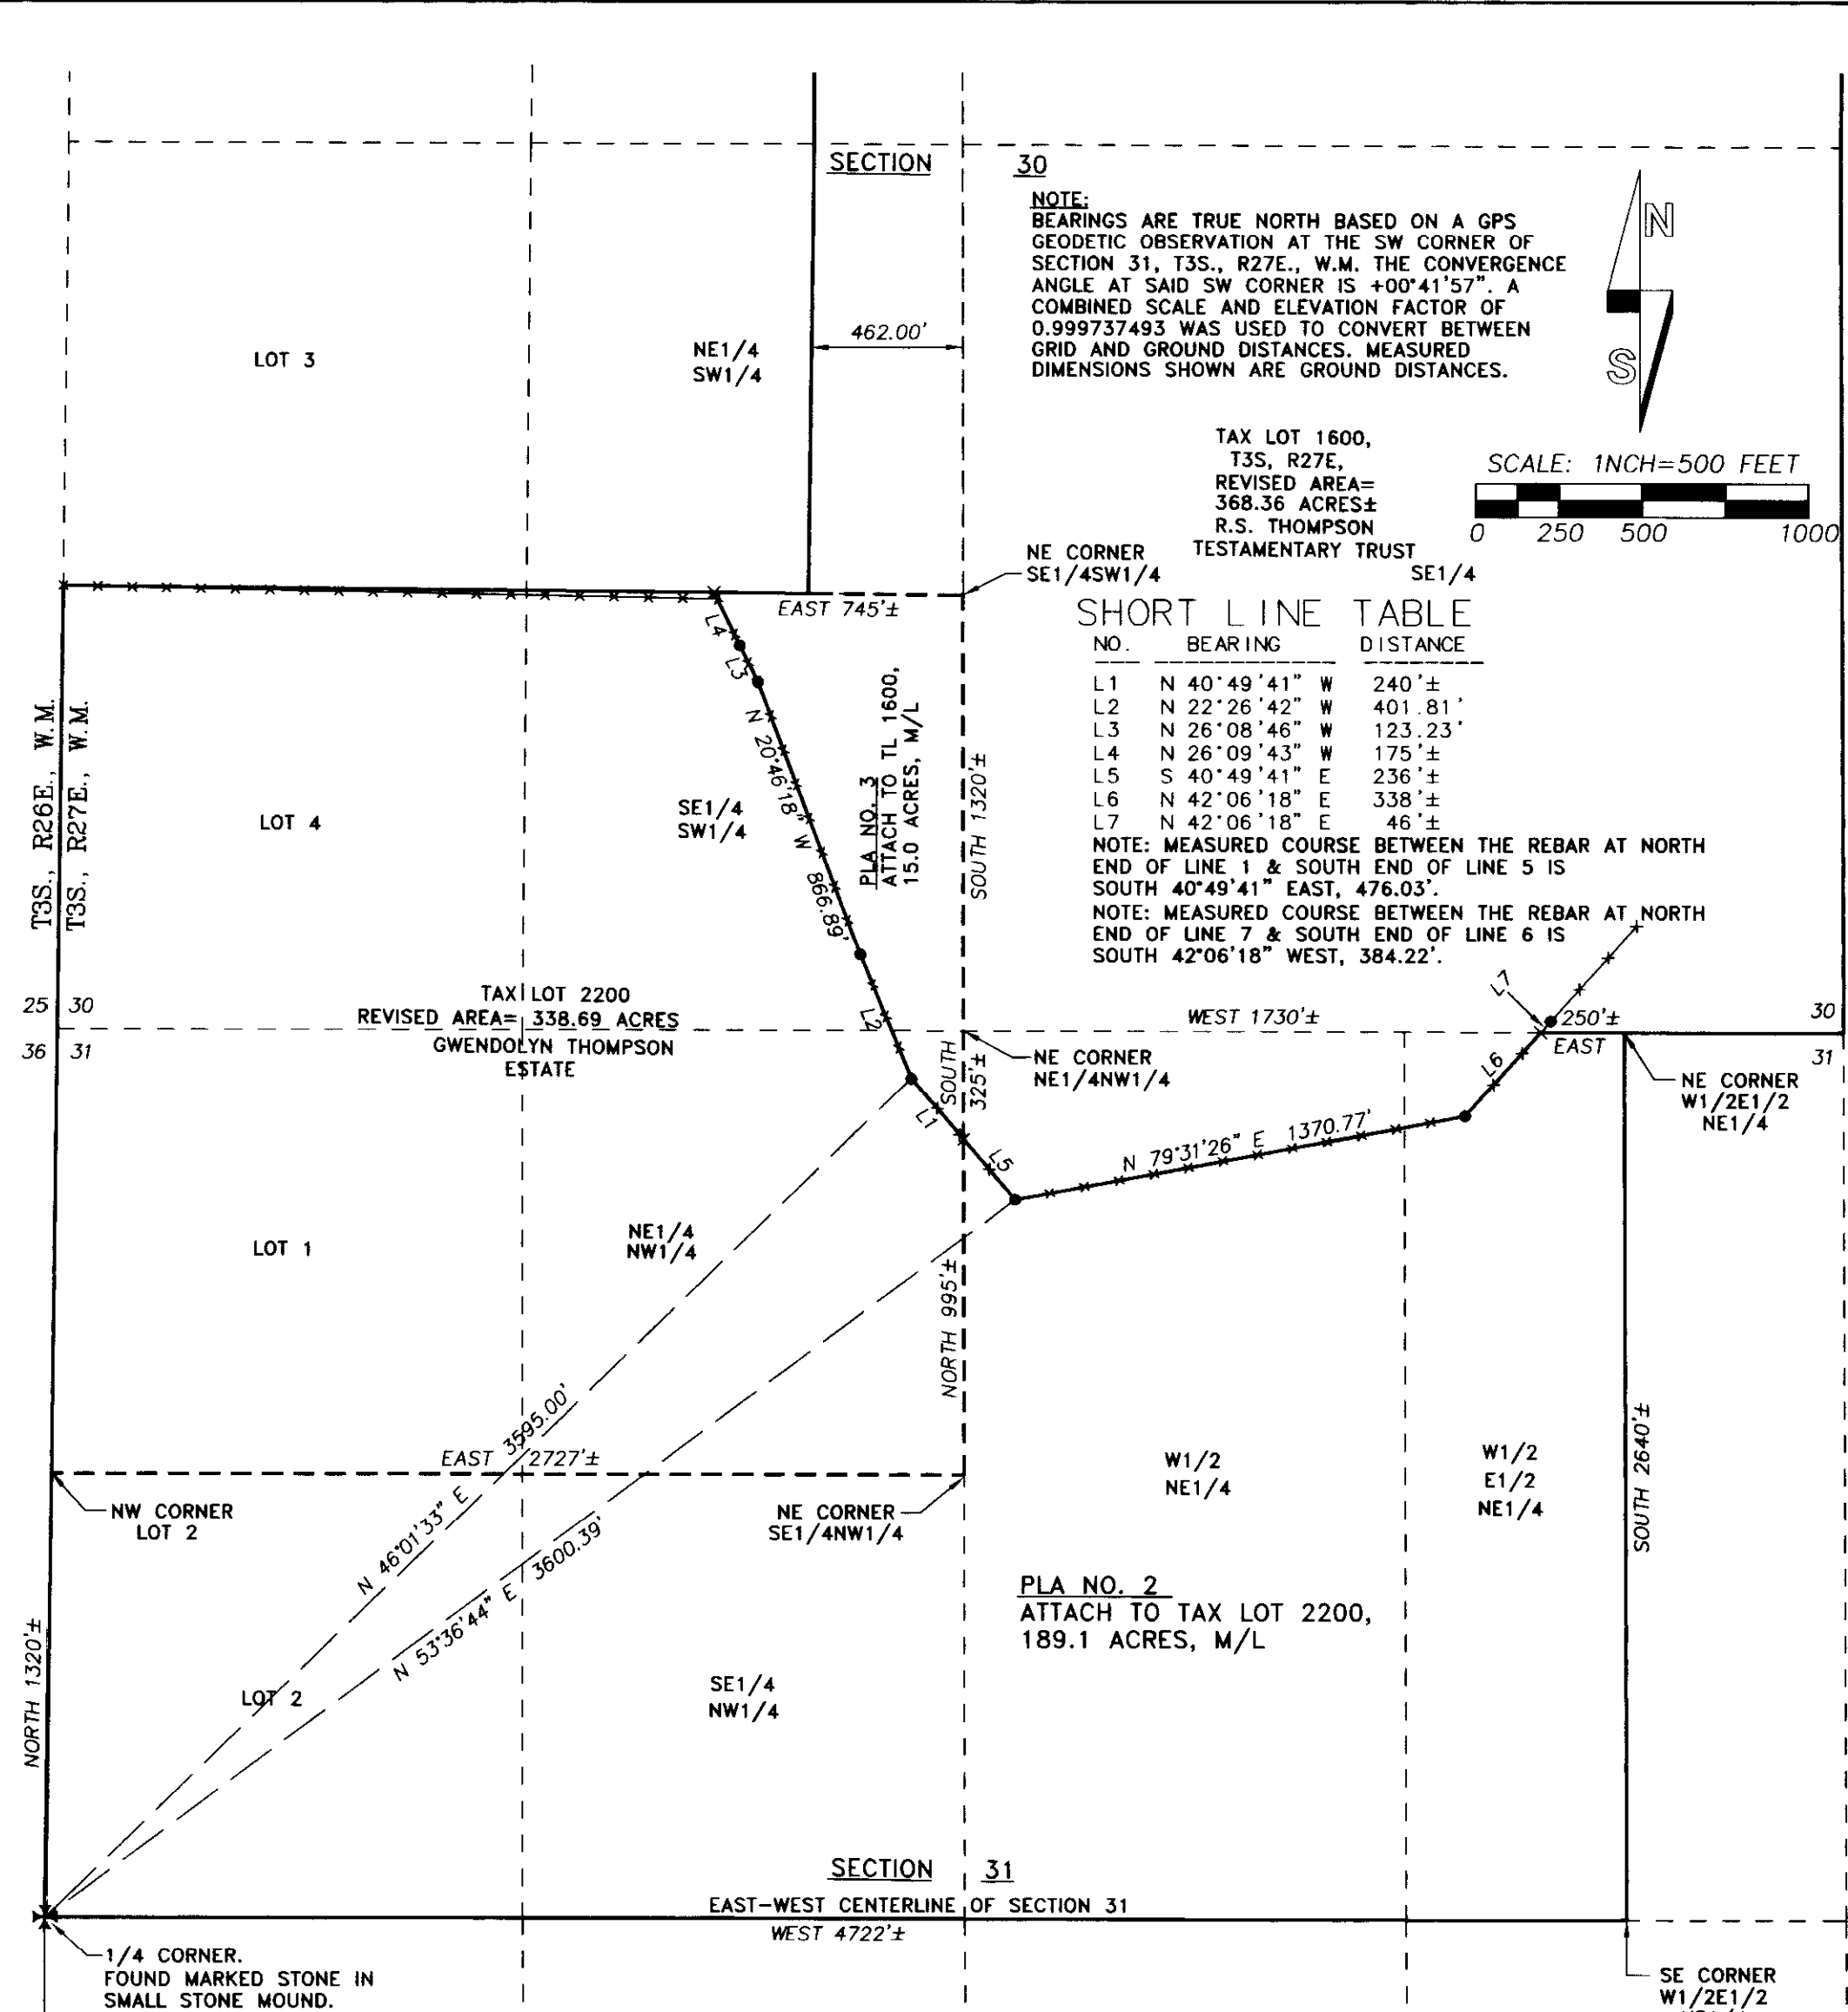 SECTION 30
NOTE:
BEARINGS ARE TRUE NORTH BASED ON A GPS
GEODETIC OBSERVATION AT THE SW CORNER OF
SECTION 31, T3S., R27E., W.M. THE CONVERGENCE
ANGLE AT SAID SW CORNER IS +00°41'57". A
COMBINED SCALE AND ELEVATION FACTOR OF
0.999737493 WAS USED TO CONVERT BETWEEN
GRID AND GROUND DISTANCES. MEASURED
DIMENSIONS SHOWN ARE GROUND DISTANCES.
N
S
462.00'
LOT 3
NE1/4
SW1/4
TAX LOT 1600,
T3S, R27E,
REVISED AREA=
368.36 ACRES±
R.S. THOMPSON
TESTAMENTARY TRUST
SE1/4
SCALE: 1NCH=500 FEET
0 250 500 1000
NE CORNER
SE1/4SW1/4
EAST 745'±
SHORT LINE TABLE
NO. BEARING DISTANCE
L1 N 40°49'41" W 240'±
L2 N 22°26'42" W 401.81'
L3 N 26°08'46" W 123.23'
L4 N 26°09'43" W 175'±
L5 S 40°49'41" E 236'±
L6 N 42°06'18" E 338'±
L7 N 42°06'18" E 46'±
NOTE: MEASURED COURSE BETWEEN THE REBAR AT NORTH
END OF LINE 1 & SOUTH END OF LINE 5 IS
SOUTH 40°49'41" EAST, 476.03'.
NOTE: MEASURED COURSE BETWEEN THE REBAR AT NORTH
END OF LINE 7 & SOUTH END OF LINE 6 IS
SOUTH 42°06'18" WEST, 384.22'.
L4
L3
N 20°46'18" W 866.89'
L2
PLA NO. 3
ATTACH TO TL 1600,
15.0 ACRES, M/L
SOUTH 1320'±
T3S., R26E., W.M.
T3S., R27E., W.M.
LOT 4
SE1/4
SW1/4
TAX LOT 2200
REVISED AREA= 338.69 ACRES
GWENDOLYN THOMPSON
ESTATE
25 30
36 31
WEST 1730'±
L7
250'±
EAST
30
31
L6
NE CORNER
NE1/4NW1/4
SOUTH
325'±
L1
L5
N 79°31'26" E 1370.77'
NE CORNER
W1/2E1/2
NE1/4
LOT 1
NE1/4
NW1/4
NORTH 995'±
EAST 2727'±
N 46°01'33" E 3595.00'
N 53°36'44" E 3600.39'
NW CORNER
LOT 2
NE CORNER
SE1/4NW1/4
W1/2
NE1/4
W1/2
E1/2
NE1/4
SOUTH 2640'±
PLA NO. 2
ATTACH TO TAX LOT 2200,
189.1 ACRES, M/L
NORTH 1320'±
LOT 2
SE1/4
NW1/4
SECTION 31
EAST-WEST CENTERLINE OF SECTION 31
WEST 4722'±
1/4 CORNER.
FOUND MARKED STONE IN
SMALL STONE MOUND.
SE CORNER
W1/2E1/2